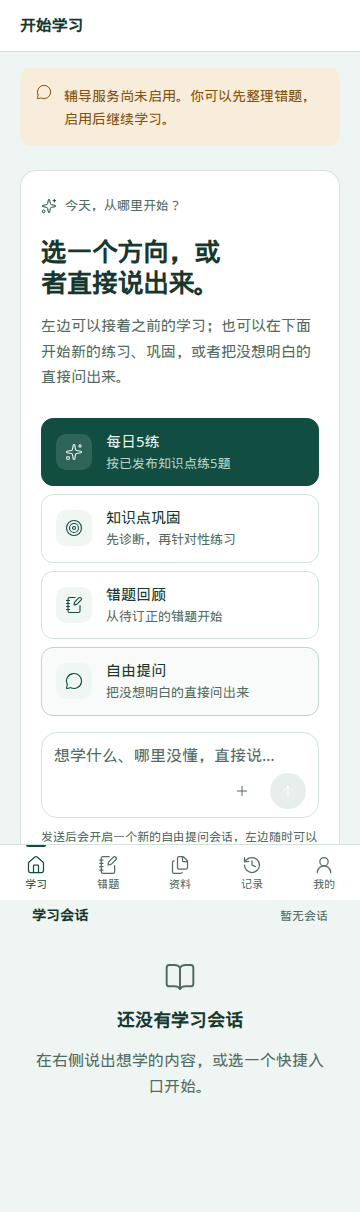 开始学习
辅导服务尚未启用。你可以先整理错题，
启用后继续学习。
今天，从哪里开始？
选一个方向，或
者直接说出来。
左边可以接着之前的学习；也可以在下面
开始新的练习、巩固，或者把没想明白的
直接问出来。
每日5练
按已发布知识点练5题
知识点巩固
先诊断，再针对性练习
错题回顾
从待订正的错题开始
自由提问
把没想明白的直接问出来
想学什么、哪里没懂，直接说...
发送后会开启一个新的自由提问会话，左边随时可以
学习
错题
资料
记录
我的
学习会话
暂无会话
还没有学习会话
在右侧说出想学的内容，或选一个快捷入
口开始。